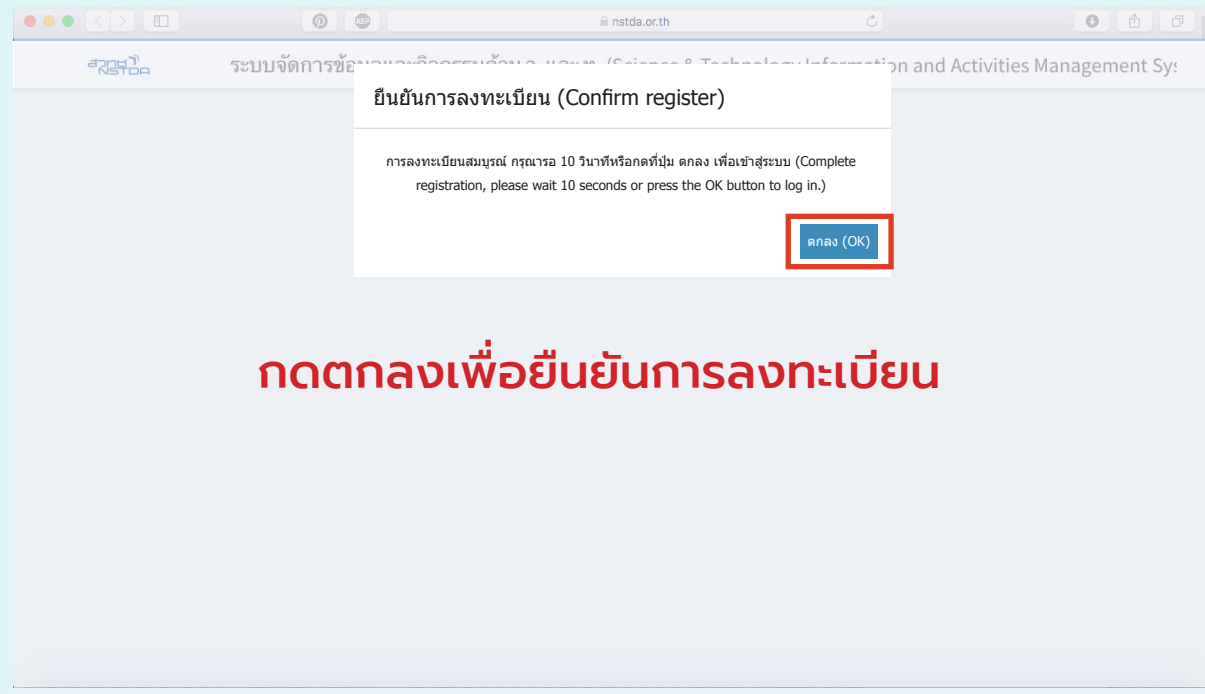 ABP
nstda.or.th
สวทช
NSTDA
ระบบจัดการข้อมูลและกิจกรรมด้าน ว. และ ท. (Science & Technology Information and Activities Management Sys
ยืนยันการลงทะเบียน (Confirm register)
การลงทะเบียนสมบูรณ์ กรุณารอ 10 วินาทีหรือกดที่ปุ่ม ตกลง เพื่อเข้าสู่ระบบ (Complete
registration, please wait 10 seconds or press the OK button to log in.)
ตกลง (OK)
กดตกลงเพื่อยืนยันการลงทะเบียน